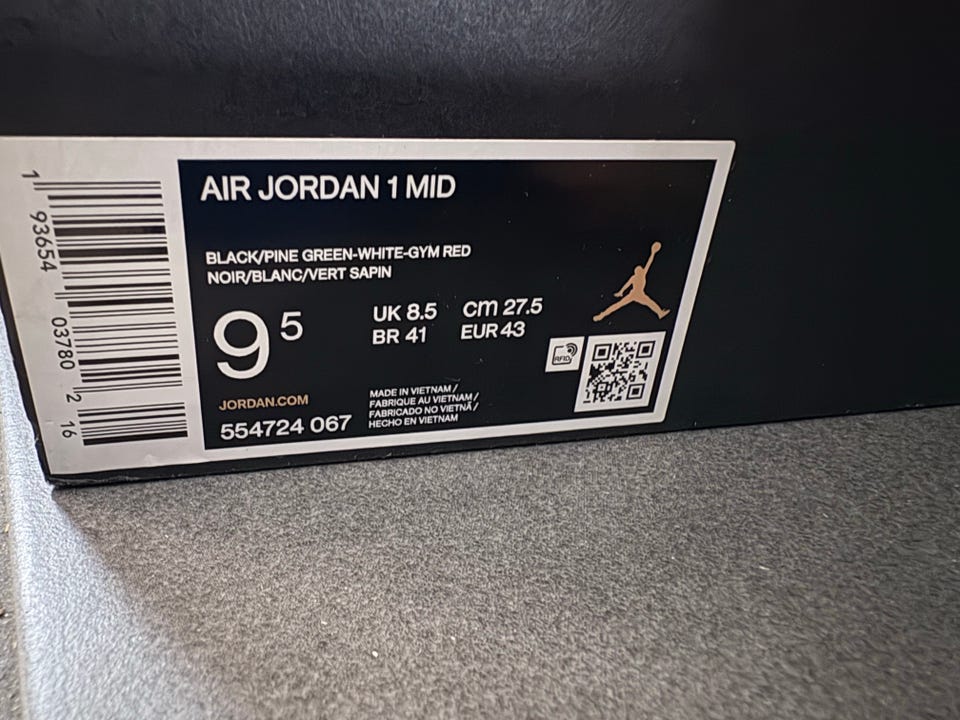 AIR JORDAN 1 MID
BLACK/PINE GREEN-WHITE-GYM RED
NOIR/BLANC/VERT SAPIN
9 5
UK 8.5 cm 27.5
BR 41 EUR 43
RFID
JORDAN.COM
554724 067
MADE IN VIETNAM /
FABRIQUE AU VIETNAM /
FABRICADO NO VIETNÃ /
HECHO EN VIETNAM
1 93654 03780 2 16